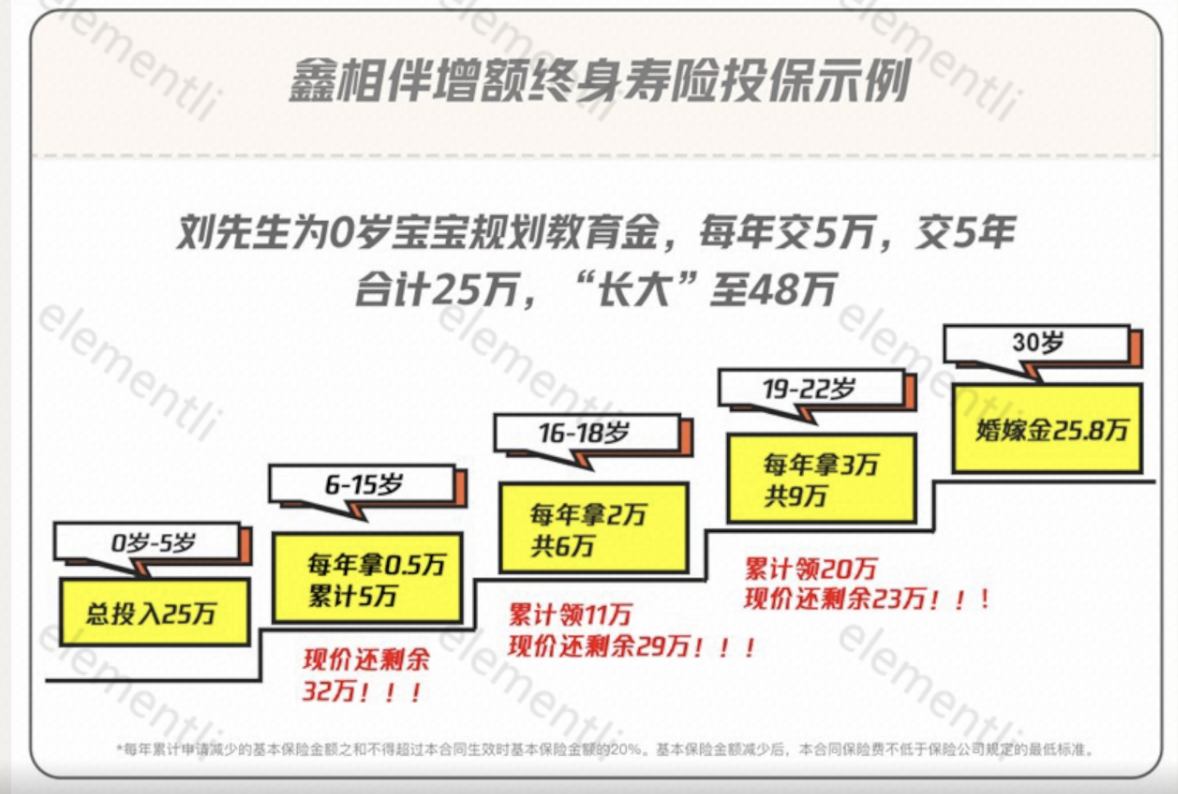 鑫相伴增额终身寿险投保示例
刘先生为0岁宝宝规划教育金，每年交5万，交5年
合计25万，“长大”至48万
0岁-5岁
总投入25万
6-15岁
每年拿0.5万
累计5万
现价还剩余
32万！！！
16-18岁
每年拿2万
共6万
累计领11万
现价还剩余29万！！！
19-22岁
每年拿3万
共9万
累计领20万
现价还剩余23万！！！
30岁
婚嫁金25.8万
*每年累计申请减少的基本保险金额之和不得超过本合同生效时基本保险金额的20%。基本保险金额减少后，本合同保险费不低于保险公司规定的最低标准。
elementli
elementli
elementli
elementli
elementli
elementli
elementli
elementli
elementli